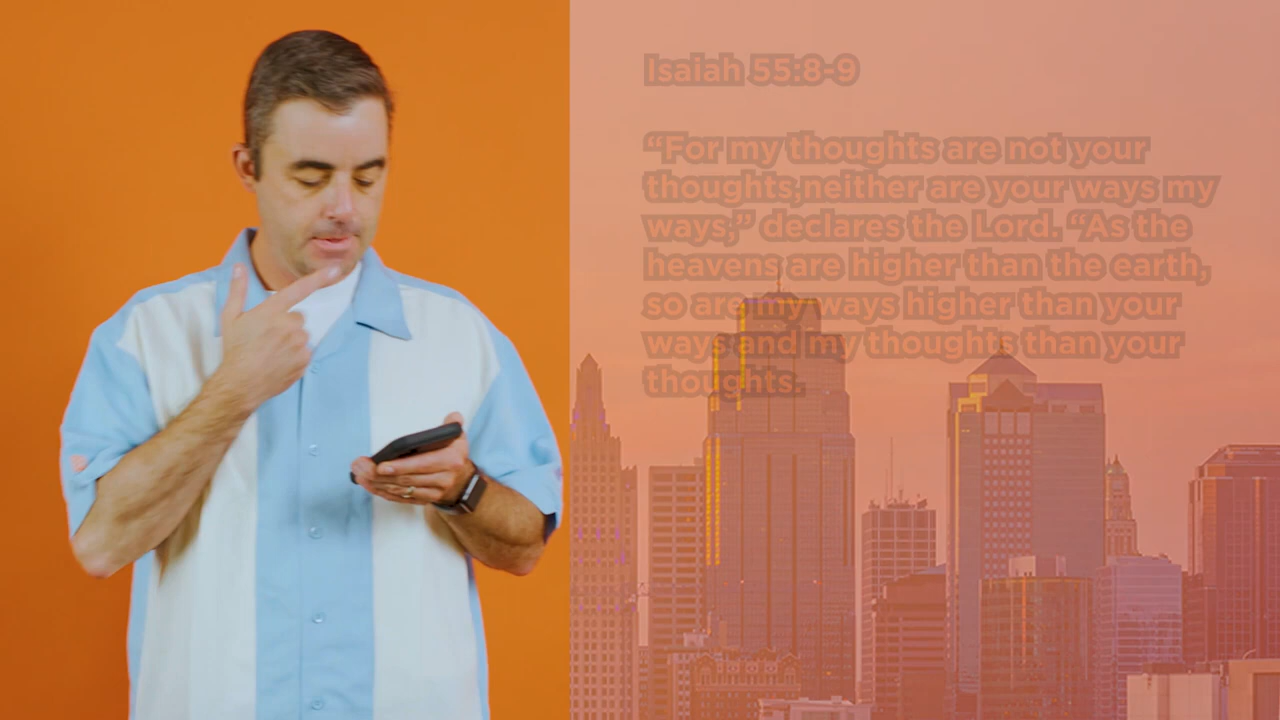 Isaiah 55:8-9
“For my thoughts are not your
thoughts,neither are your ways my
ways,” declares the Lord. “As the
heavens are higher than the earth,
so are my ways higher than your
ways and my thoughts than your
thoughts.